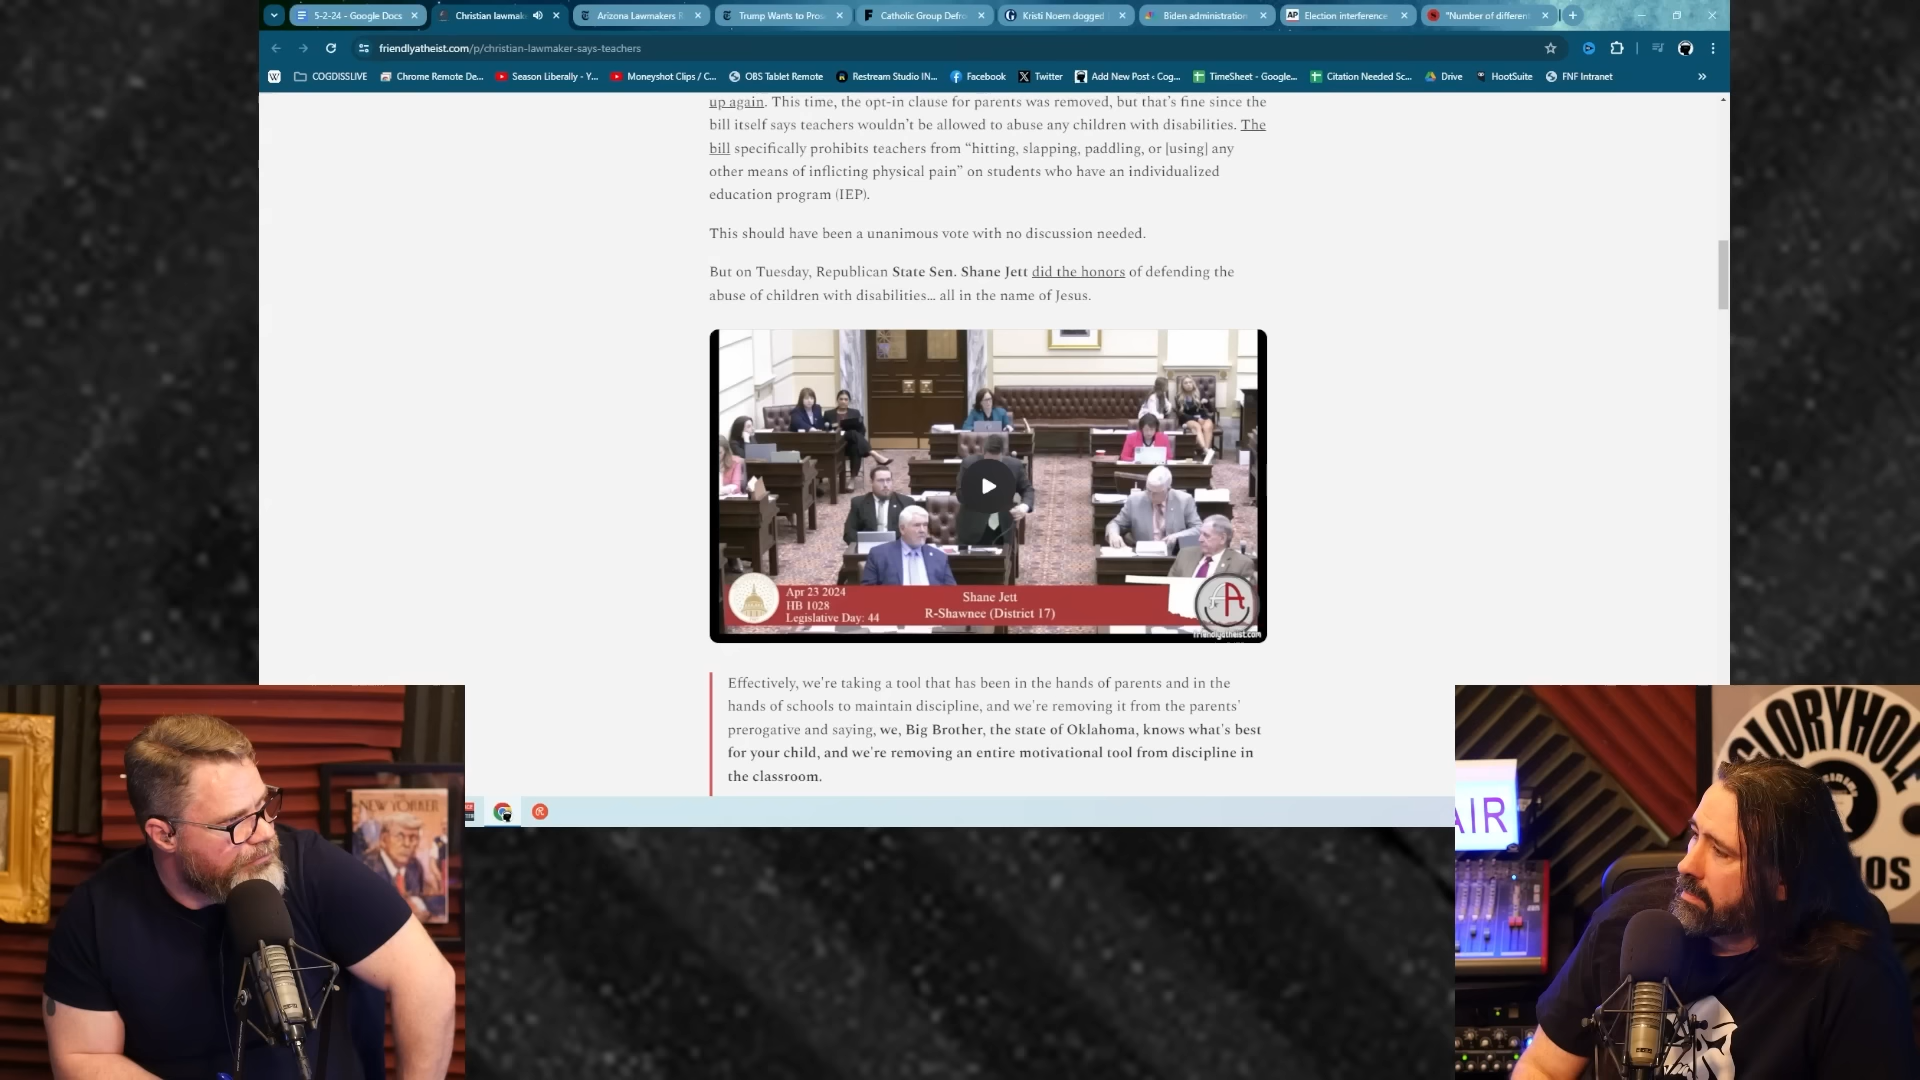 5-2-24 - Google Docs
Christian lawmak
Arizona Lawmakers R
Trump Wants to Pros
Catholic Group Defro
Kristi Noem dogged
Biden administration
AP Election interference
"Number of different
friendlyatheist.com/p/christian-lawmaker-says-teachers
W COGDISSLIVE Chrome Remote De... Season Liberally - Y... Moneyshot Clips / C... OBS Tablet Remote Restream Studio IN... Facebook Twitter Add New Post ‹ Cog... TimeSheet - Google... Citation Needed Sc... Drive HootSuite FNF Intranet »
up again. This time, the opt-in clause for parents was removed, but that's fine since the
bill itself says teachers wouldn't be allowed to abuse any children with disabilities. The
bill specifically prohibits teachers from “hitting, slapping, paddling, or [using] any
other means of inflicting physical pain” on students who have an individualized
education program (IEP).
This should have been a unanimous vote with no discussion needed.
But on Tuesday, Republican State Sen. Shane Jett did the honors of defending the
abuse of children with disabilities… all in the name of Jesus.
Apr 23 2024
HB 1028
Legislative Day: 44
Shane Jett
R-Shawnee (District 17)
A
friendlyatheist.com
Effectively, we're taking a tool that has been in the hands of parents and in the
hands of schools to maintain discipline, and we're removing it from the parents'
prerogative and saying, we, Big Brother, the state of Oklahoma, knows what's best
for your child, and we're removing an entire motivational tool from discipline in
the classroom.
NEW YORKER
AIR
GLORYHOL
IOS